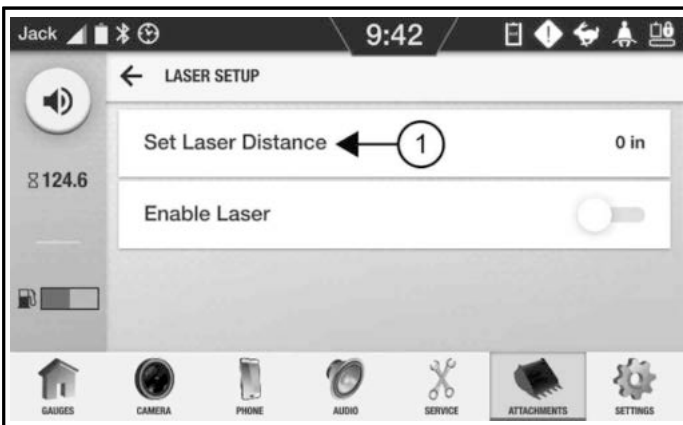 Jack 9:42
LASER SETUP
Set Laser Distance 1 0 in
124.6
Enable Laser
GAUGES CAMERA PHONE AUDIO SERVICE ATTACHMENTS SETTINGS